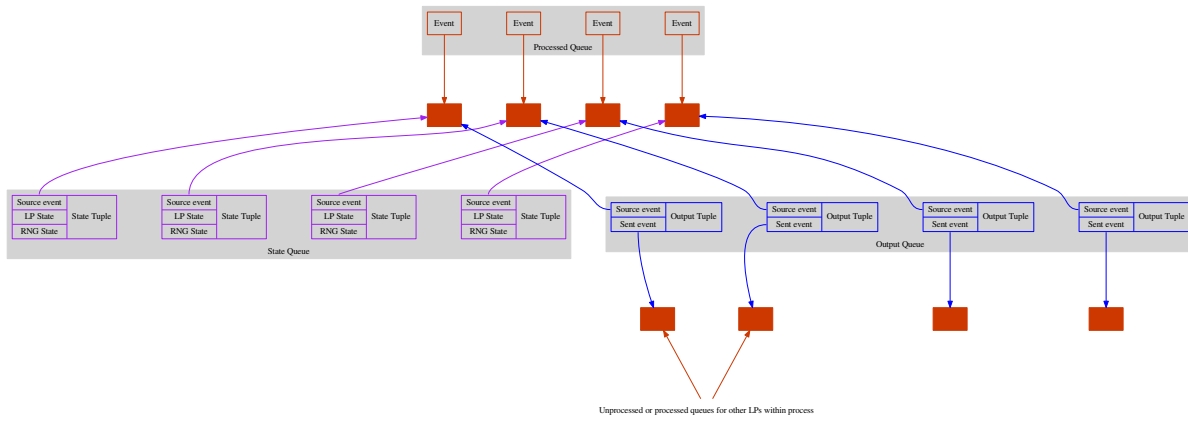 Event Event Event Event
Processed Queue
Source event
LP State
RNG State
State Tuple
Source event
LP State
RNG State
State Tuple
Source event
LP State
RNG State
State Tuple
Source event
LP State
RNG State
State Tuple
State Queue
Source event
Sent event
Output Tuple
Source event
Sent event
Output Tuple
Source event
Sent event
Output Tuple
Source event
Sent event
Output Tuple
Output Queue
Unprocessed or processed queues for other LPs within process